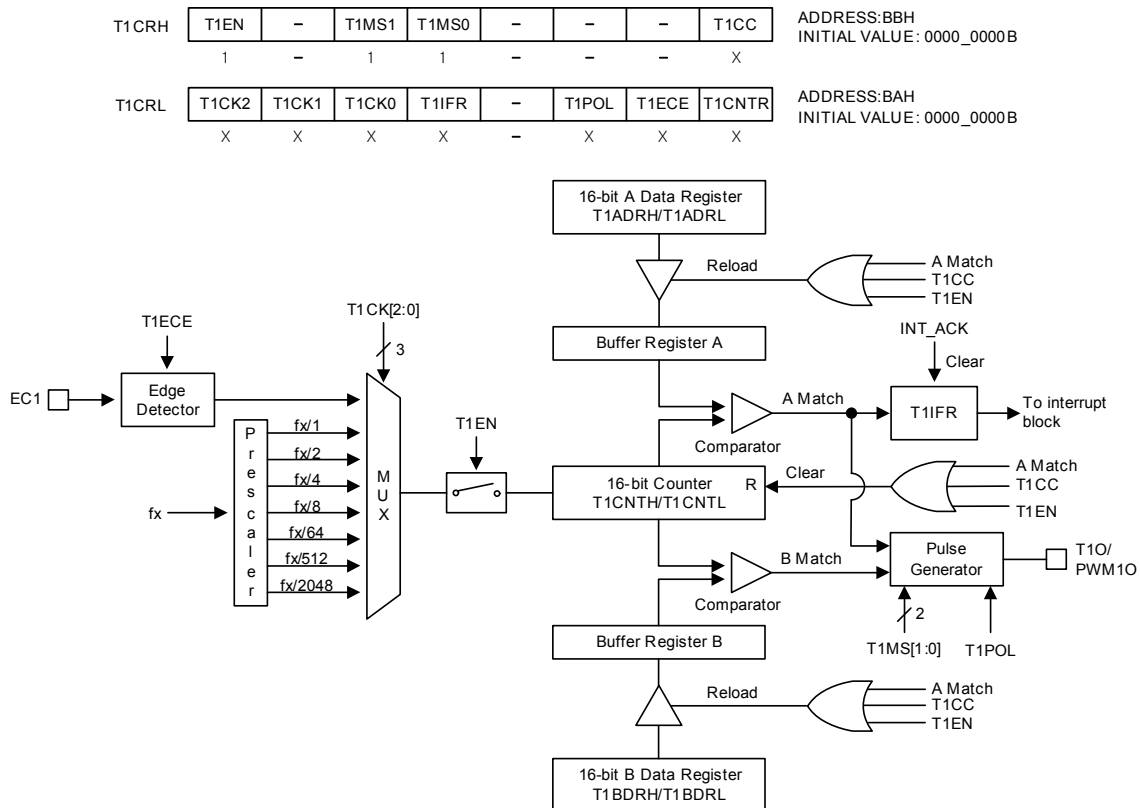 T1CRH T1EN – T1MS1 T1MS0 – – – T1CC ADDRESS:BBH
INITIAL VALUE: 0000_0000B
1 – 1 1 – – – X
T1CRL T1CK2 T1CK1 T1CK0 T1IFR – T1POL T1ECE T1CNTR ADDRESS:BAH
INITIAL VALUE: 0000_0000B
X X X X – X X X
16-bit A Data Register
T1ADRH/T1ADRL
Reload
A Match
T1CC
T1EN
T1CK[2:0]
3
T1ECE
Buffer Register A
INT_ACK
Clear
EC1
Edge
Detector
A Match
T1IFR
To interrupt
block
Comparator
T1EN
Prescaler
fx/1
fx/2
fx/4
fx/8
fx/64
fx/512
fx/2048
fx
MUX
16-bit Counter
T1CNTH/T1CNTL
R
Clear
A Match
T1CC
T1EN
B Match
Pulse
Generator
T1O/
PWM1O
Comparator
2
T1MS[1:0]
T1POL
Buffer Register B
Reload
A Match
T1CC
T1EN
16-bit B Data Register
T1BDRH/T1BDRL